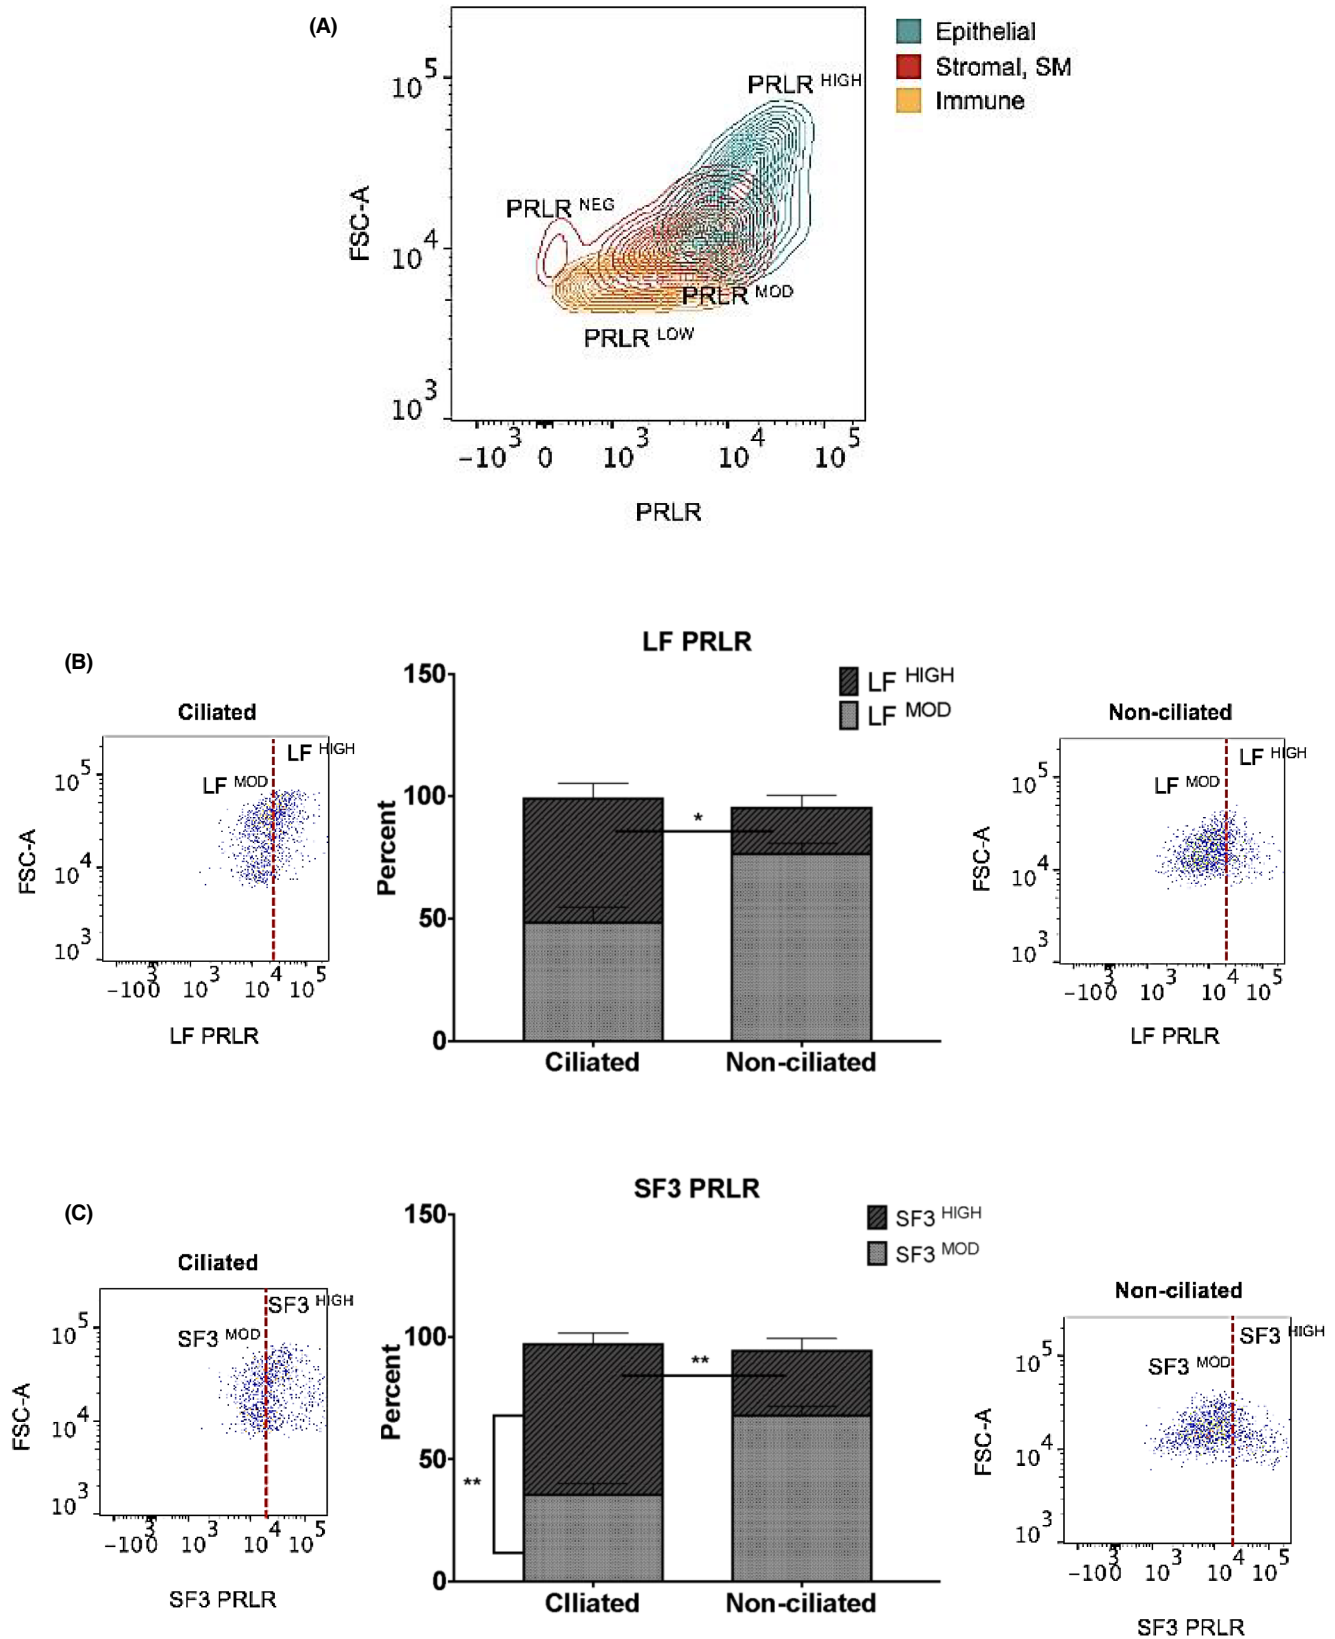 (A)
Epithelial
Stromal, SM
Immune
PRLR HIGH
PRLR NEG
PRLR MOD
PRLR LOW
FSC-A
10^5
10^4
10^3
-10^3 0 10^3 10^4 10^5
PRLR
(B)
LF PRLR
LF HIGH
LF MOD
Ciliated
LF HIGH
LF MOD
FSC-A
10^5
10^4
10^3
-10^3 0 10^3 10^4 10^5
LF PRLR
Percent
150
100
50
0
*
Ciliated Non-ciliated
Non-ciliated
LF HIGH
LF MOD
FSC-A
10^5
10^4
10^3
-10^3 0 10^3 10^4 10^5
LF PRLR
(C)
SF3 PRLR
SF3 HIGH
SF3 MOD
Ciliated
SF3 HIGH
SF3 MOD
FSC-A
10^5
10^4
10^3
-10^3 0 10^3 10^4 10^5
SF3 PRLR
Percent
150
100
50
0
**
**
CIliated Non-ciliated
Non-ciliated
SF3 HIGH
SF3 MOD
FSC-A
10^5
10^4
10^3
-10^3 0 10^3 10^4 10^5
SF3 PRLR